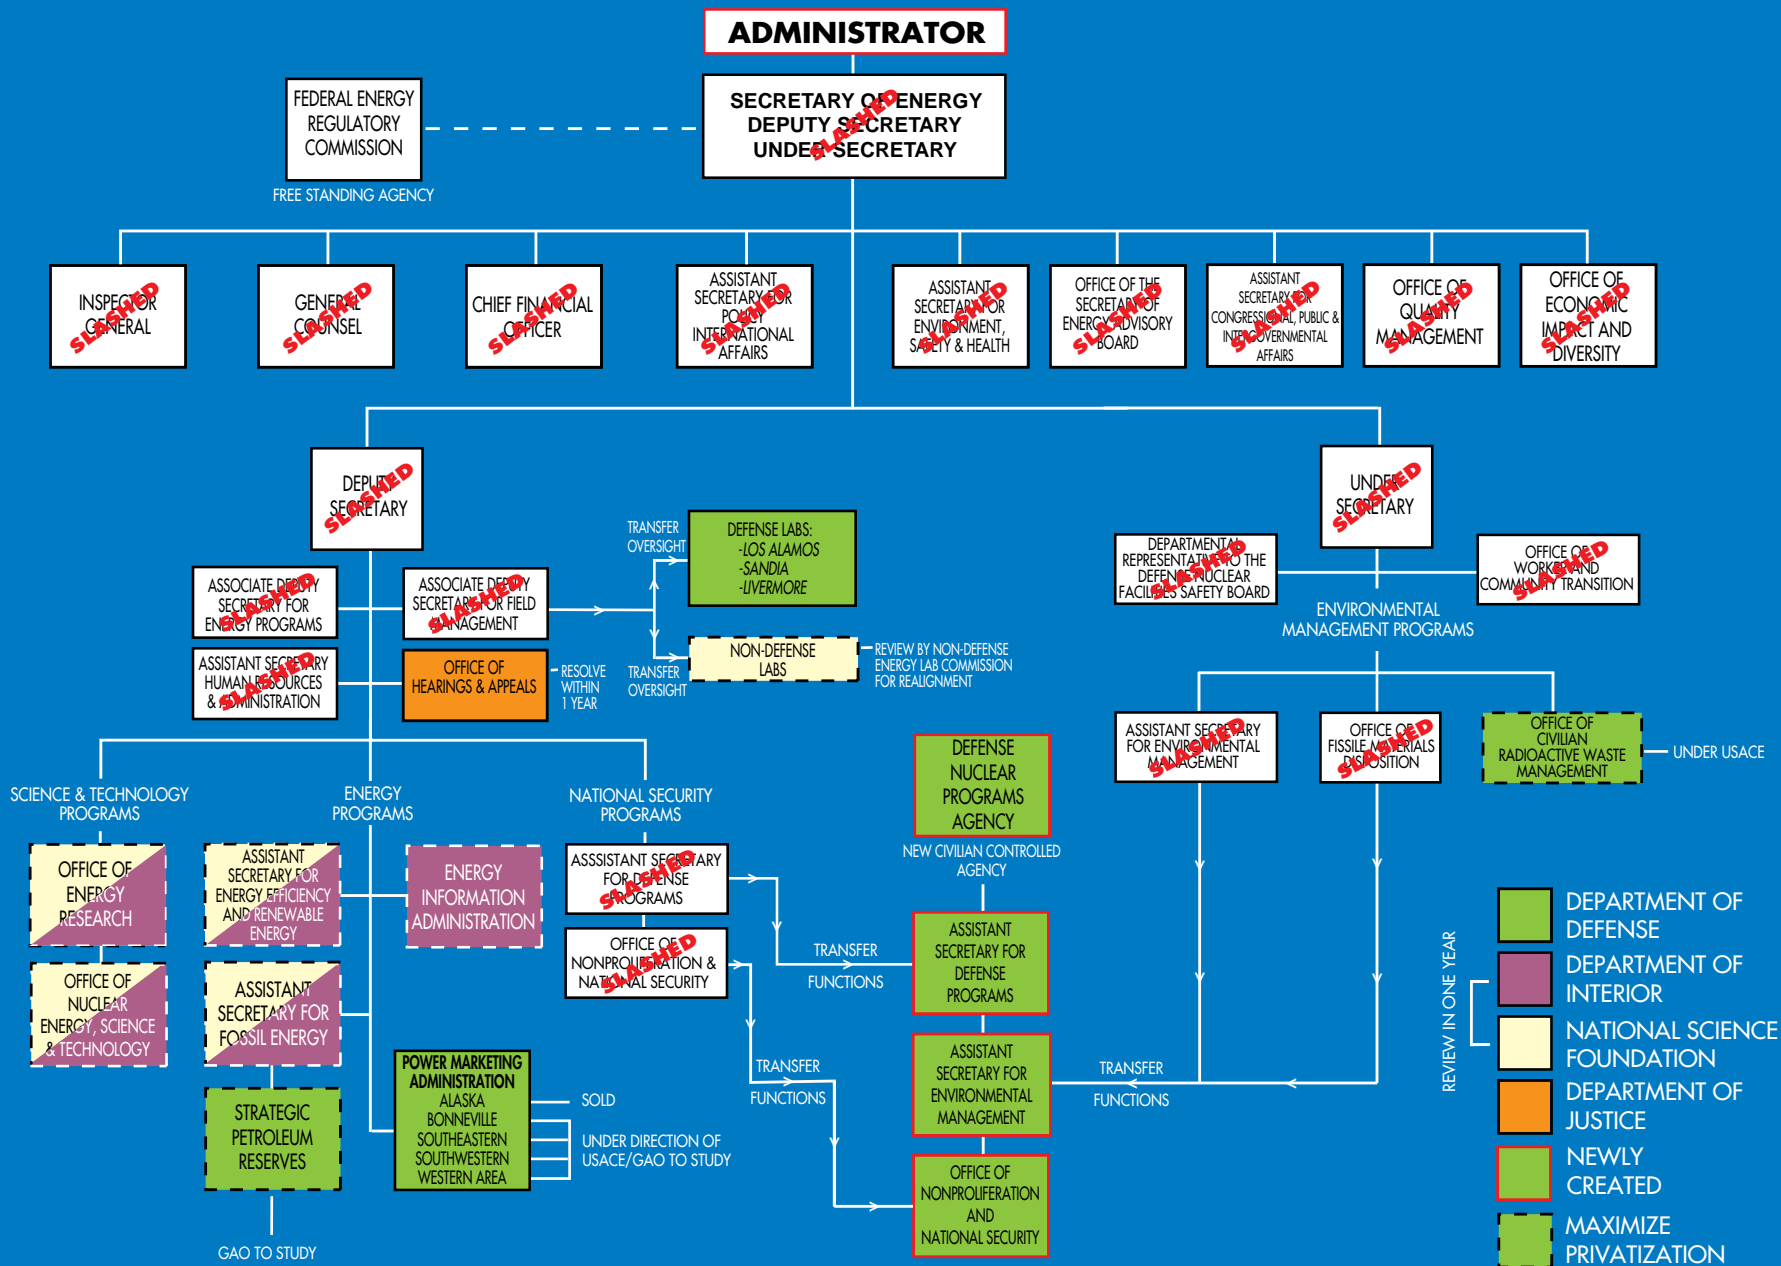 ADMINISTRATOR
FEDERAL ENERGY
REGULATORY
COMMISSION
FREE STANDING AGENCY
SECRETARY OF ENERGY
DEPUTY SECRETARY
UNDER SECRETARY
SLASHED
INSPECTOR
GENERAL
SLASHED
GENERAL
COUNSEL
SLASHED
CHIEF FINANCIAL
OFFICER
SLASHED
ASSISTANT
SECRETARY FOR
POLICY
INTERNATIONAL
AFFAIRS
SLASHED
ASSISTANT
SECRETARY FOR
ENVIRONMENT,
SAFETY & HEALTH
SLASHED
OFFICE OF THE
SECRETARY OF
ENERGY ADVISORY
BOARD
SLASHED
ASSISTANT
SECRETARY FOR
CONGRESSIONAL, PUBLIC &
INTERGOVERNMENTAL
AFFAIRS
SLASHED
OFFICE OF
QUALITY
MANAGEMENT
SLASHED
OFFICE OF
ECONOMIC
IMPACT AND
DIVERSITY
SLASHED
DEPUTY
SECRETARY
SLASHED
UNDER
SECRETARY
SLASHED
ASSOCIATE DEPUTY
SECRETARY FOR
ENERGY PROGRAMS
SLASHED
ASSOCIATE DEPUTY
SECRETARY FOR FIELD
MANAGEMENT
SLASHED
TRANSFER
OVERSIGHT
DEFENSE LABS:
-LOS ALAMOS
-SANDIA
-LIVERMORE
ASSISTANT SECRETARY
HUMAN RESOURCES
& ADMINISTRATION
SLASHED
OFFICE OF
HEARINGS & APPEALS
RESOLVE
WITHIN
1 YEAR
TRANSFER
OVERSIGHT
NON-DEFENSE
LABS
REVIEW BY NON-DEFENSE
ENERGY LAB COMMISSION
FOR REALIGNMENT
DEPARTMENTAL
REPRESENTATIVE TO THE
DEFENSE NUCLEAR
FACILITIES SAFETY BOARD
SLASHED
OFFICE OF
WORKER AND
COMMUNITY TRANSITION
SLASHED
ENVIRONMENTAL
MANAGEMENT PROGRAMS
ASSISTANT SECRETARY
FOR ENVIRONMENTAL
MANAGEMENT
SLASHED
OFFICE OF
FISSILE MATERIALS
DISPOSITION
SLASHED
OFFICE OF
CIVILIAN
RADIOACTIVE WASTE
MANAGEMENT
UNDER USACE
SCIENCE & TECHNOLOGY
PROGRAMS
ENERGY
PROGRAMS
NATIONAL SECURITY
PROGRAMS
OFFICE OF
ENERGY
RESEARCH
OFFICE OF
NUCLEAR
ENERGY, SCIENCE
& TECHNOLOGY
ASSISTANT
SECRETARY FOR
ENERGY EFFICIENCY
AND RENEWABLE
ENERGY
ENERGY
INFORMATION
ADMINISTRATION
ASSISTANT
SECRETARY FOR
FOSSIL ENERGY
STRATEGIC
PETROLEUM
RESERVES
GAO TO STUDY
POWER MARKETING
ADMINISTRATION
ALASKA
BONNEVILLE
SOUTHEASTERN
SOUTHWESTERN
WESTERN AREA
SOLD
UNDER DIRECTION OF
USACE/GAO TO STUDY
ASSSISTANT SECRETARY
FOR DEFENSE
PROGRAMS
SLASHED
OFFICE OF
NONPROLIFERATION &
NATIONAL SECURITY
SLASHED
TRANSFER
FUNCTIONS
TRANSFER
FUNCTIONS
DEFENSE
NUCLEAR
PROGRAMS
AGENCY
NEW CIVILIAN CONTROLLED
AGENCY
ASSISTANT
SECRETARY FOR
DEFENSE
PROGRAMS
ASSISTANT
SECRETARY FOR
ENVIRONMENTAL
MANAGEMENT
OFFICE OF
NONPROLIFERATION
AND
NATIONAL SECURITY
TRANSFER
FUNCTIONS
REVIEW IN ONE YEAR
DEPARTMENT OF
DEFENSE
DEPARTMENT OF
INTERIOR
NATIONAL SCIENCE
FOUNDATION
DEPARTMENT OF
JUSTICE
NEWLY
CREATED
MAXIMIZE
PRIVATIZATION